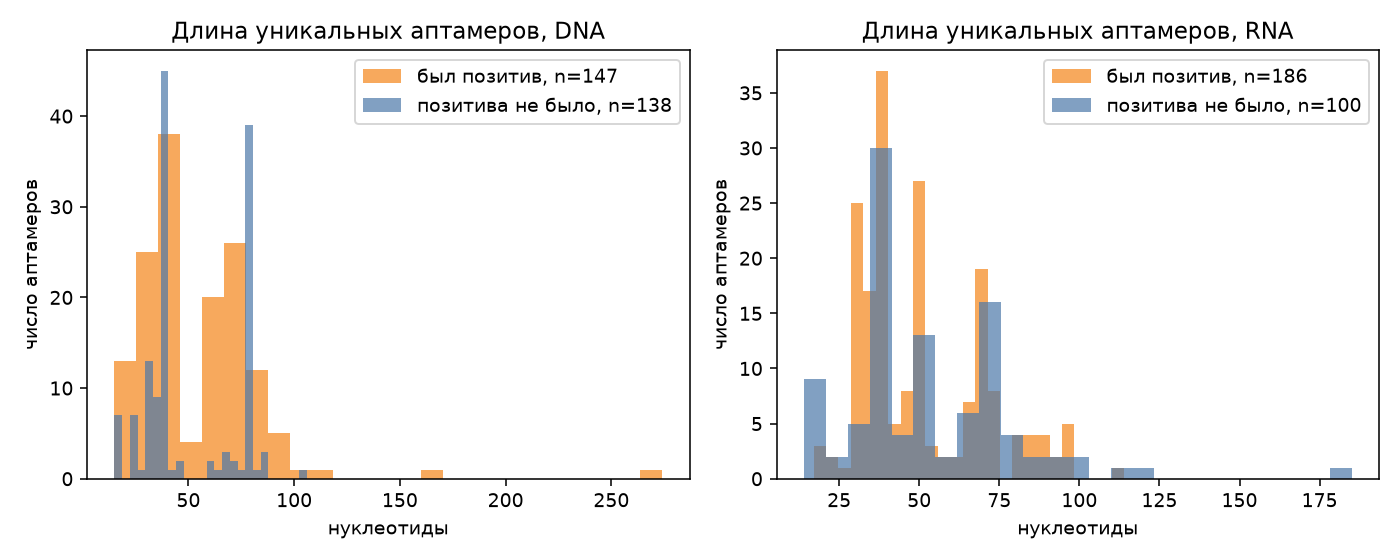 Длина уникальных аптамеров, DNA
был позитив, n=147
позитива не было, n=138
число аптамеров
40
30
20
10
0
50
100
150
200
250
нуклеотиды
Длина уникальных аптамеров, RNA
был позитив, n=186
позитива не было, n=100
число аптамеров
35
30
25
20
15
10
5
0
25
50
75
100
125
150
175
нуклеотиды